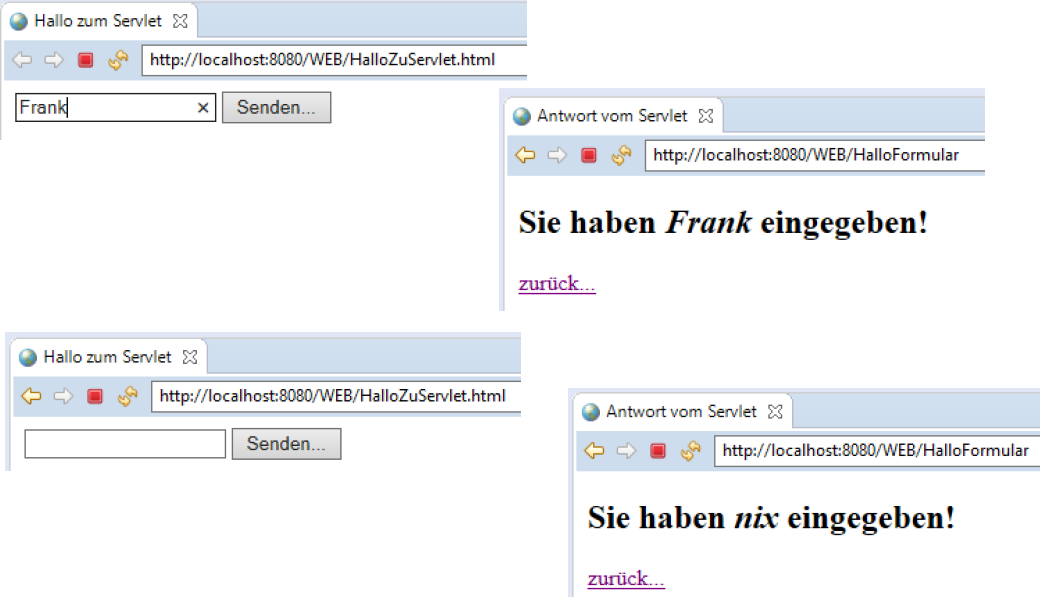 Hallo zum Servlet
http://localhost:8080/WEB/HalloZuServlet.html
Frank × Senden...
Antwort vom Servlet
http://localhost:8080/WEB/HalloFormular
Sie haben Frank eingegeben!
zurück...
Hallo zum Servlet
http://localhost:8080/WEB/HalloZuServlet.html
Senden...
Antwort vom Servlet
http://localhost:8080/WEB/HalloFormular
Sie haben nix eingegeben!
zurück...